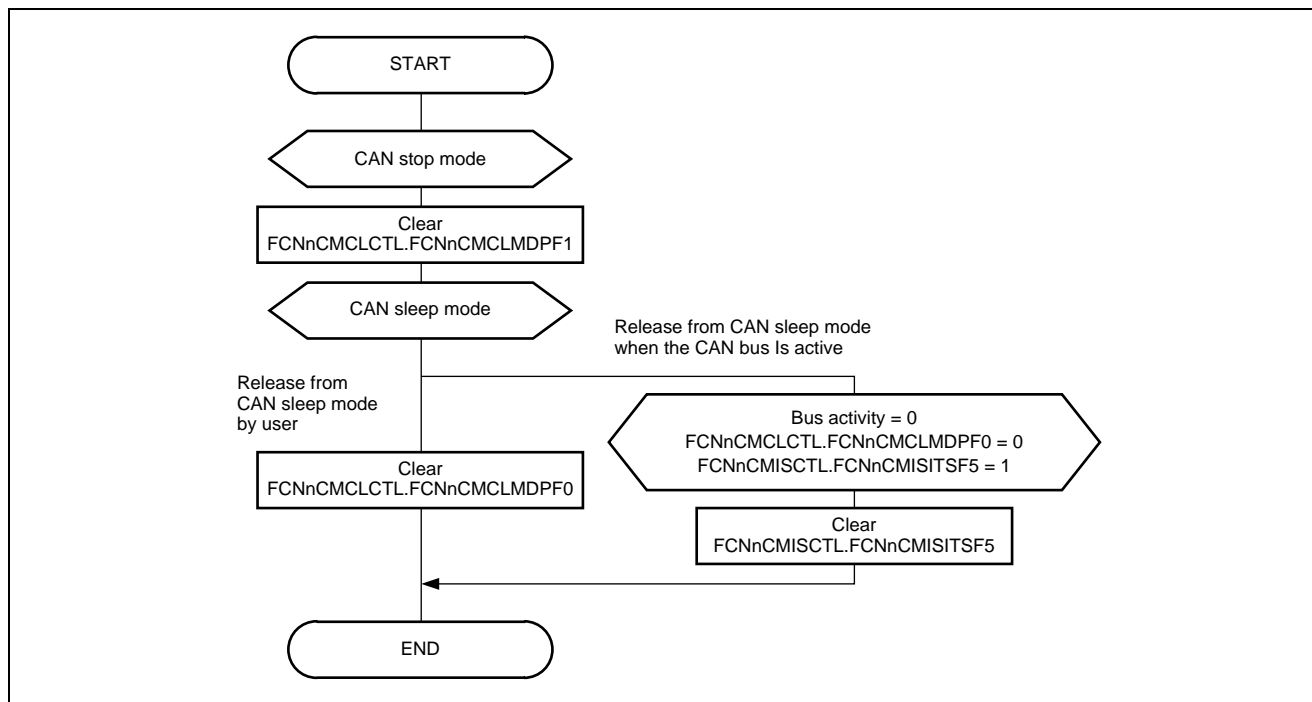 START
CAN stop mode
Clear
FCNnCMCLCTL.FCNnCMCLMDPF1
CAN sleep mode
Release from CAN sleep mode
when the CAN bus Is active
Release from
CAN sleep mode
by user
Bus activity = 0
FCNnCMCLCTL.FCNnCMCLMDPF0 = 0
FCNnCMISCTL.FCNnCMISITSF5 = 1
Clear
FCNnCMCLCTL.FCNnCMCLMDPF0
Clear
FCNnCMISCTL.FCNnCMISITSF5
END